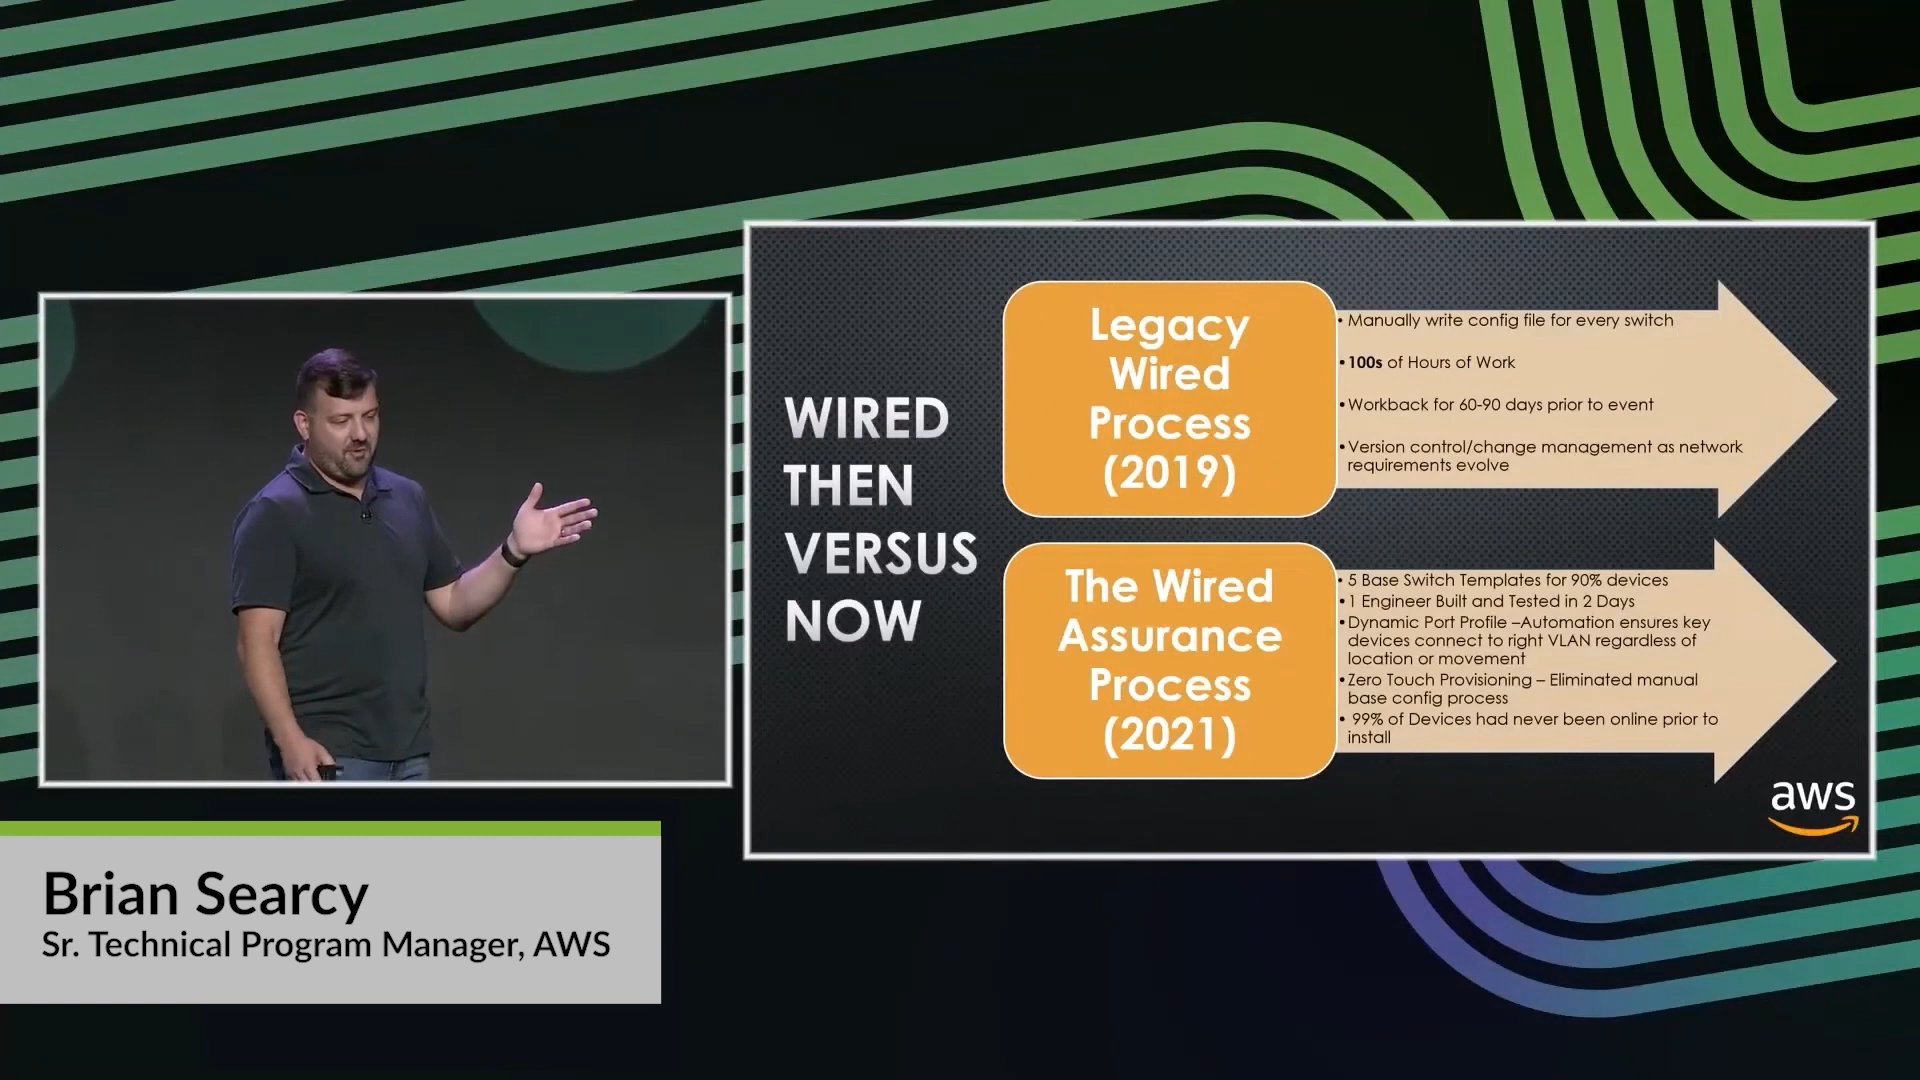 WIRED
THEN
VERSUS
NOW
Legacy
Wired
Process
(2019)
• Manually write config file for every switch
• 100s of Hours of Work
• Workback for 60-90 days prior to event
• Version control/change management as network
requirements evolve
The Wired
Assurance
Process
(2021)
• 5 Base Switch Templates for 90% devices
• 1 Engineer Built and Tested in 2 Days
• Dynamic Port Profile –Automation ensures key
devices connect to right VLAN regardless of
location or movement
• Zero Touch Provisioning – Eliminated manual
base config process
• 99% of Devices had never been online prior to
install
aws
Brian Searcy
Sr. Technical Program Manager, AWS